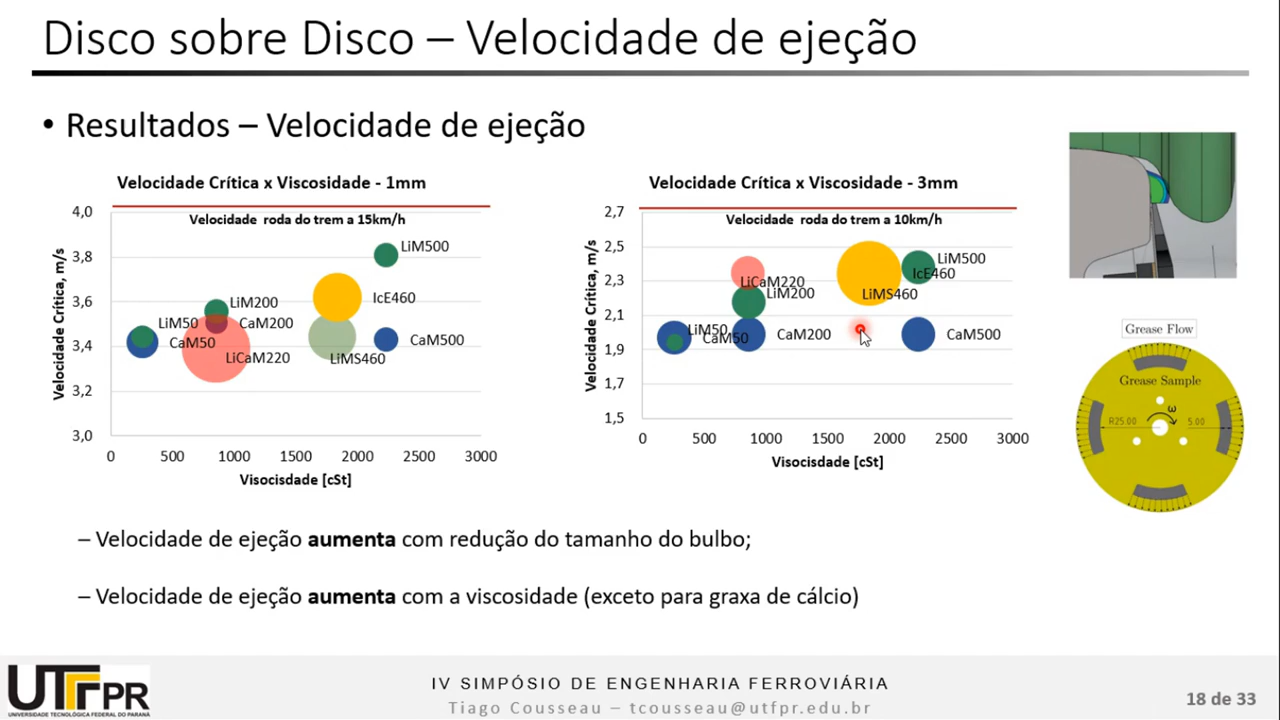 Disco sobre Disco – Velocidade de ejeção
• Resultados – Velocidade de ejeção
Velocidade Crítica x Viscosidade - 1mm
Velocidade roda do trem a 15km/h
Velocidade Crítica, m/s
4,0
3,8
3,6
3,4
3,2
3,0
LiM500
IcE460
LiM200
CaM200
LiM50
CaM50
CaM500
LiCaM220
LiMS460
0 500 1000 1500 2000 2500 3000
Visocisdade [cSt]
Velocidade Crítica x Viscosidade - 3mm
Velocidade roda do trem a 10km/h
Velocidade Crítica, m/s
2,7
2,5
2,3
2,1
1,9
1,7
1,5
LiM500
IcE460
LiCaM220
LiM200
LiMS460
LiM50
CaM50
CaM200
CaM500
0 500 1000 1500 2000 2500 3000
Visocisdade [cSt]
Grease Flow
Grease Sample
ω
R25.00
5.00
– Velocidade de ejeção aumenta com redução do tamanho do bulbo;
– Velocidade de ejeção aumenta com a viscosidade (exceto para graxa de cálcio)
UTFPR
UNIVERSIDADE TECNOLÓGICA FEDERAL DO PARANÁ
IV SIMPÓSIO DE ENGENHARIA FERROVIÁRIA
Tiago Cousseau – tcousseau@utfpr.edu.br
18 de 33